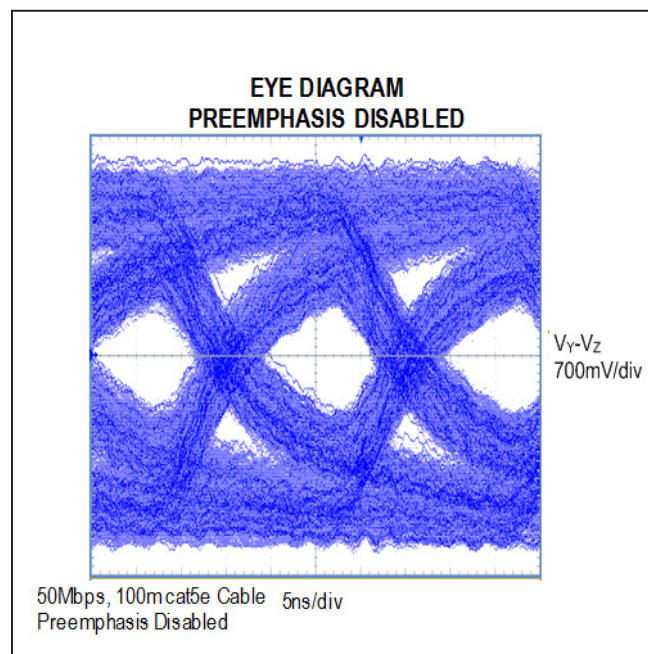 EYE DIAGRAM
PREEMPHASIS DISABLED
VY-VZ
700mV/div
50Mbps, 100m cat5e Cable
5ns/div
Preemphasis Disabled